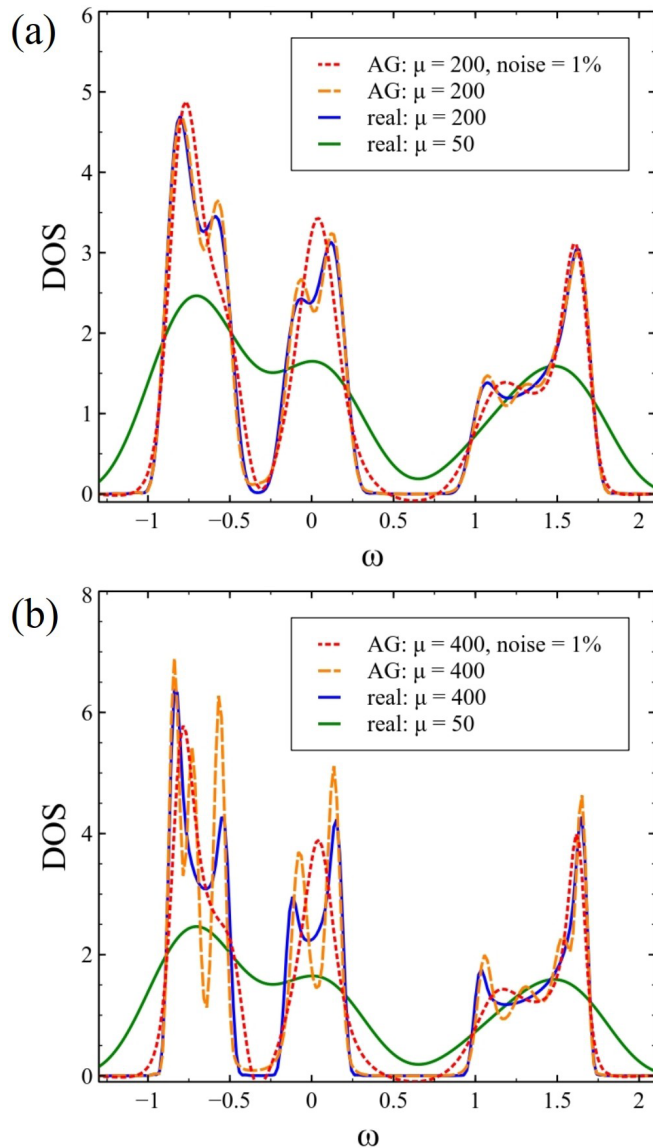 (a)
6
5
4
3
2
1
0
DOS
AG: μ = 200, noise = 1%
AG: μ = 200
real: μ = 200
real: μ = 50
−1 −0.5 0 0.5 1 1.5 2
ω
(b)
8
6
4
2
0
DOS
AG: μ = 400, noise = 1%
AG: μ = 400
real: μ = 400
real: μ = 50
−1 −0.5 0 0.5 1 1.5 2
ω